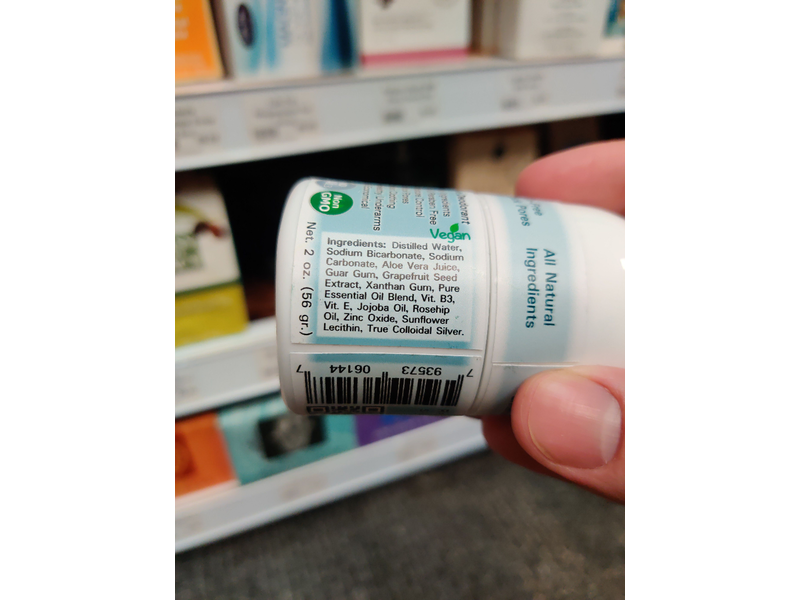 Non
GMO
Net. 2 oz. (56 gr.)
Vegan
Ingredients: Distilled Water,
Sodium Bicarbonate, Sodium
Carbonate, Aloe Vera Juice,
Guar Gum, Grapefruit Seed
Extract, Xanthan Gum, Pure
Essential Oil Blend, Vit. B3,
Vit. E, Jojoba Oil, Rosehip
Oil, Zinc Oxide, Sunflower
Lecithin, True Colloidal Silver.
All Natural
Ingredients
Pores
7 93573 06144 7